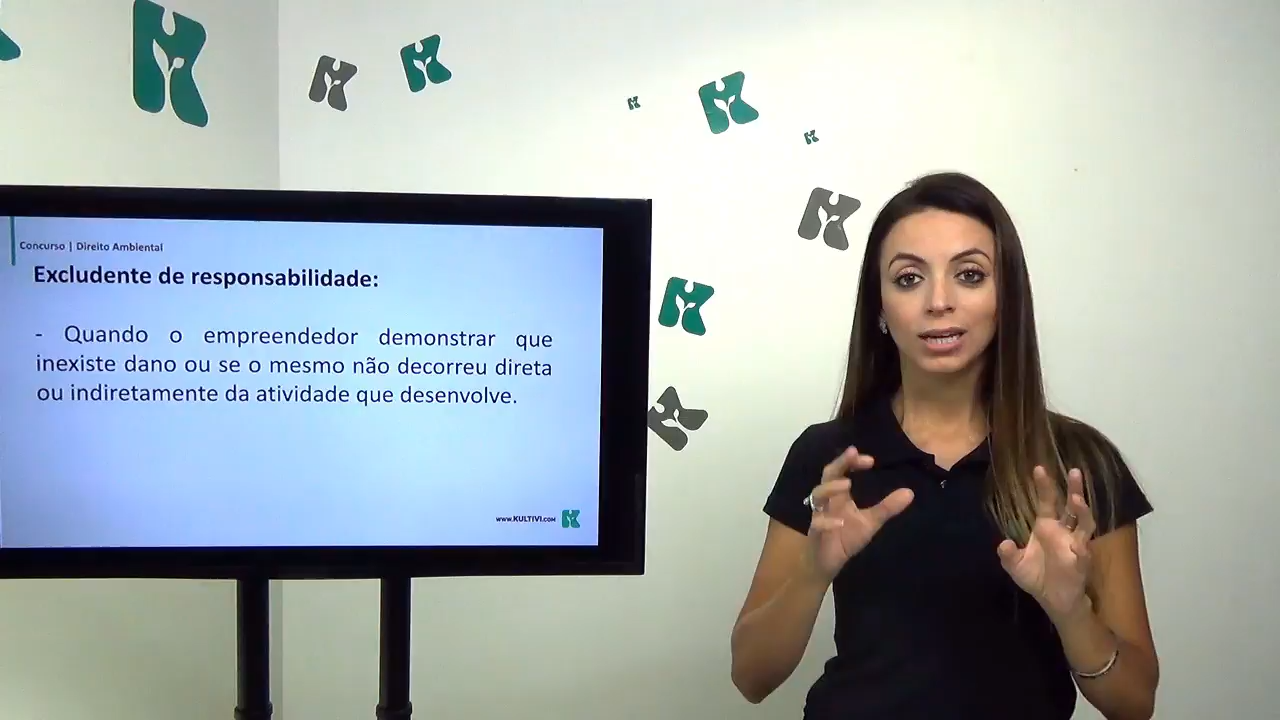 Concurso | Direito Ambiental
Excludente de responsabilidade:
- Quando o empreendedor demonstrar que
inexiste dano ou se o mesmo não decorreu direta
ou indiretamente da atividade que desenvolve.
www.KULTIVI.com